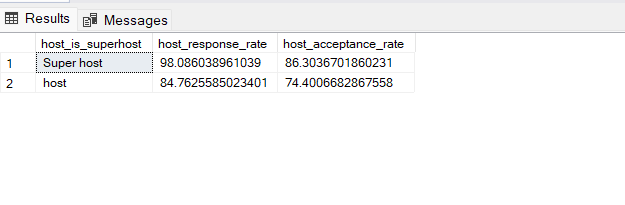 Results Messages
host_is_superhost host_response_rate host_acceptance_rate
1 Super host 98.086038961039 86.3036701860231
2 host 84.7625585023401 74.4006682867558